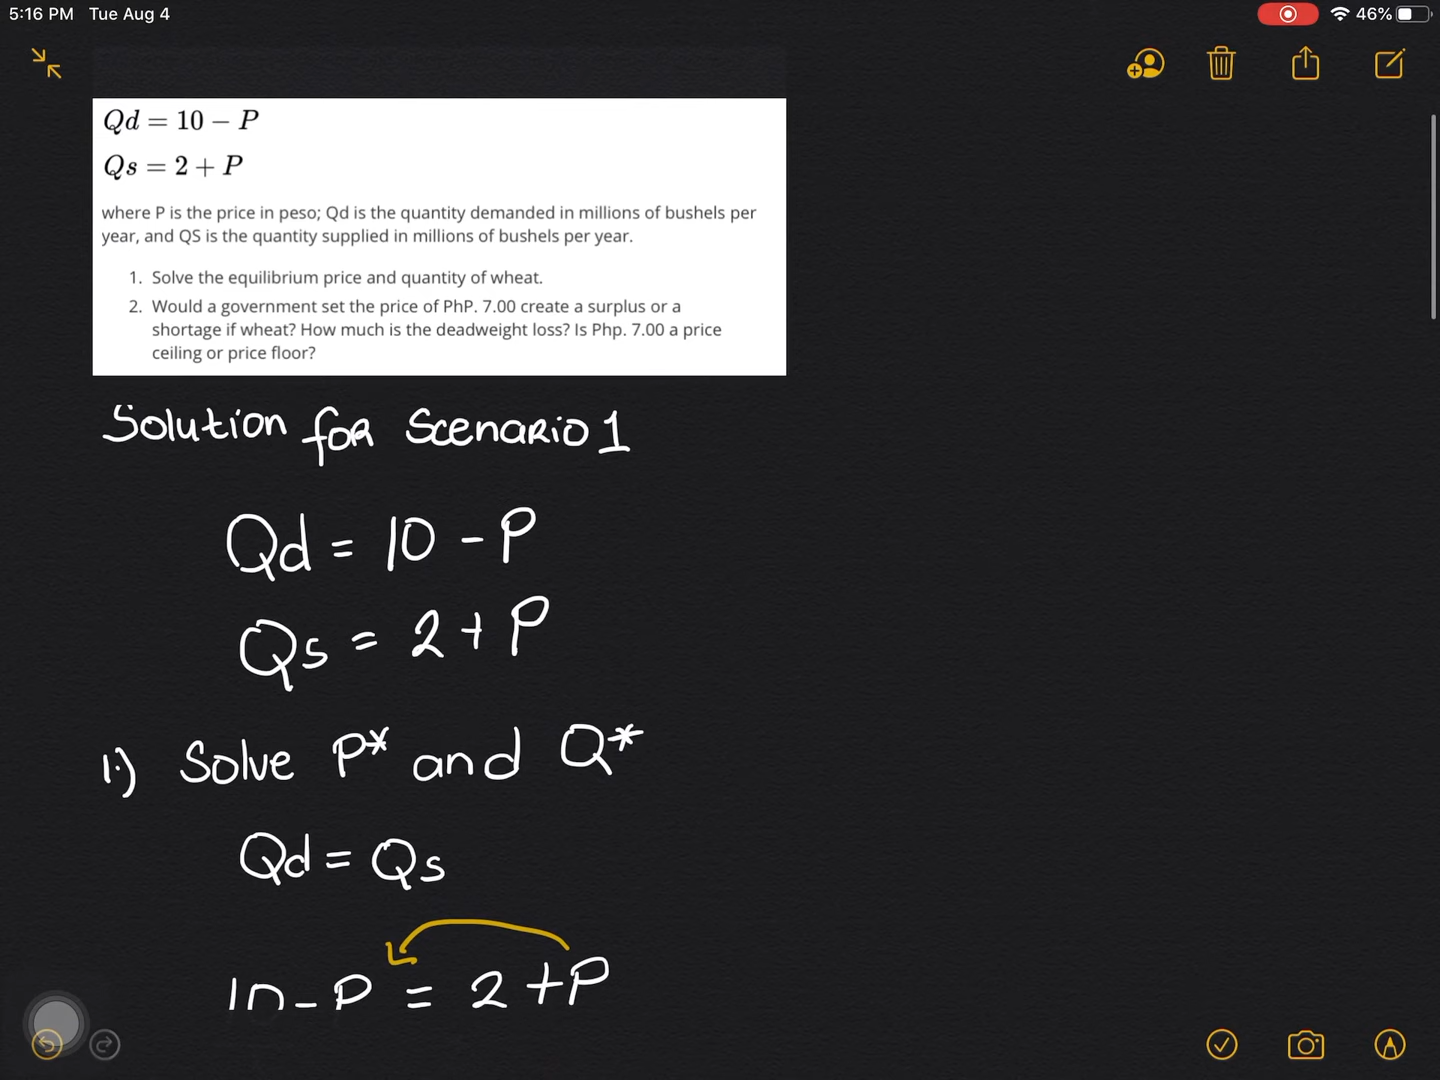 5:16 PM Tue Aug 4
46%
Qd = 10 − P
Qs = 2 + P
where P is the price in peso; Qd is the quantity demanded in millions of bushels per
year, and QS is the quantity supplied in millions of bushels per year.
1. Solve the equilibrium price and quantity of wheat.
2. Would a government set the price of PhP. 7.00 create a surplus or a
shortage if wheat? How much is the deadweight loss? Is Php. 7.00 a price
ceiling or price floor?
Solution for Scenario 1
Qd = 10 - P
Qs = 2 + P
1.) Solve P* and Q*
Qd = Qs
10 - P = 2 + P